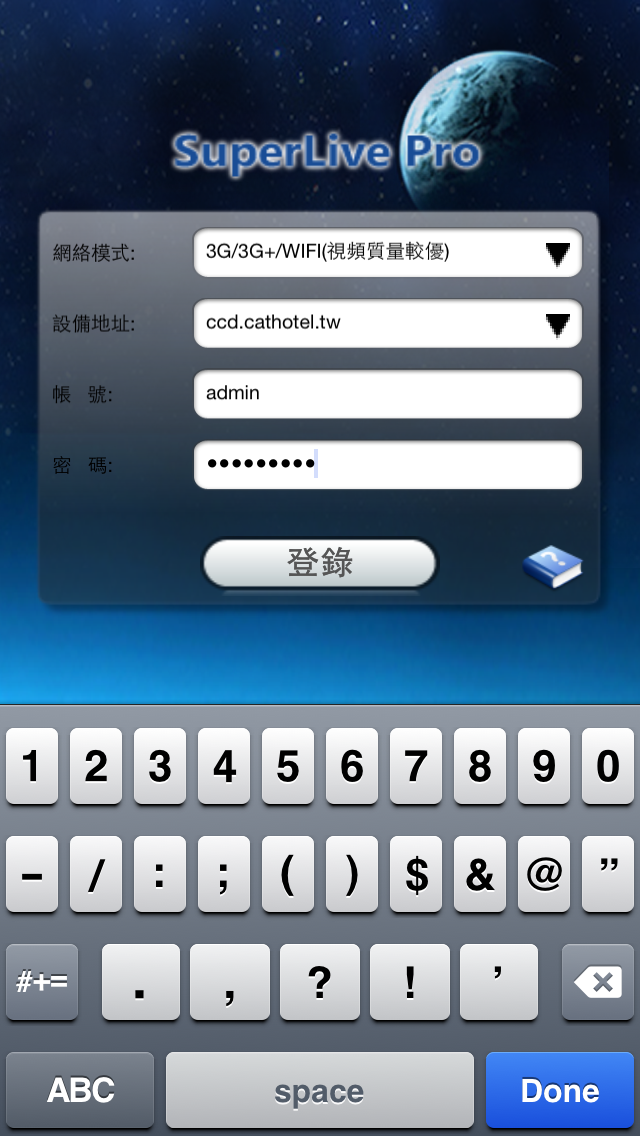 SuperLive Pro
網絡模式: 3G/3G+/WIFI(視頻質量較優)
設備地址: ccd.cathotel.tw
帳 號: admin
密 碼: •••••••••
登錄
?
1 2 3 4 5 6 7 8 9 0
- / : ; ( ) $ & @ ”
#+= . , ? ! ’
ABC space Done